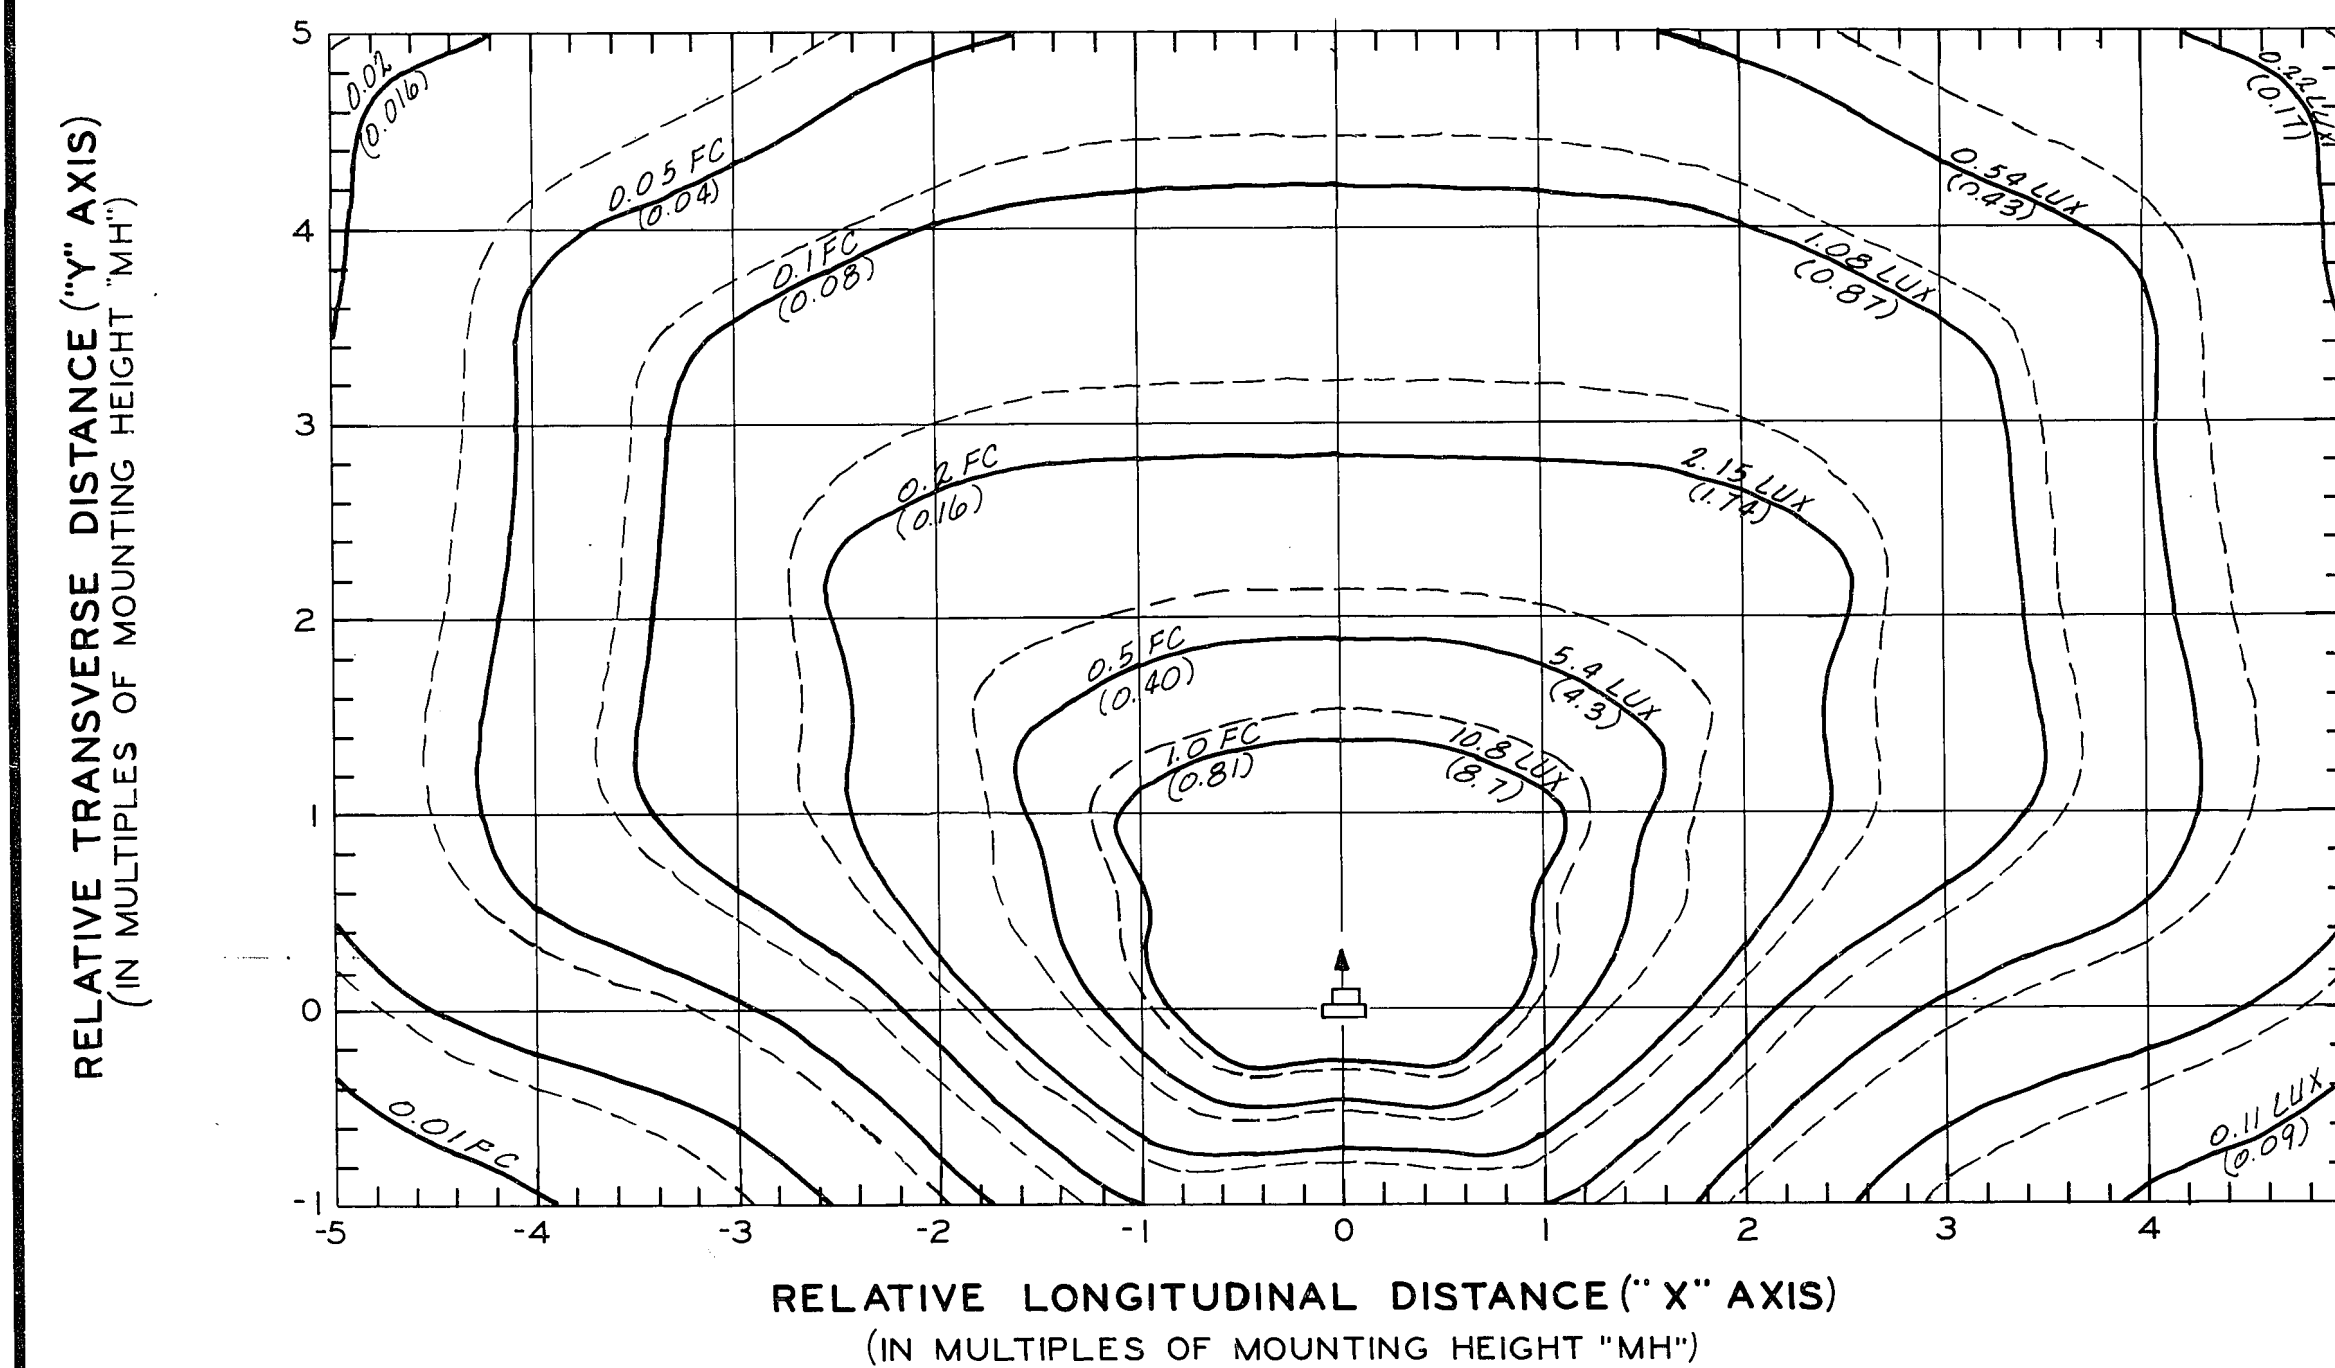 RELATIVE TRANSVERSE DISTANCE ("Y" AXIS)
(IN MULTIPLES OF MOUNTING HEIGHT "MH")
5
4
3
2
1
0
-1
0.02
(0.016)
0.22 LUX
(0.17)
0.05 FC
(0.04)
0.54 LUX
(0.43)
0.1 FC
(0.08)
1.08 LUX
(0.87)
0.2 FC
(0.16)
2.15 LUX
(1.74)
0.5 FC
(0.40)
5.4 LUX
(4.3)
1.0 FC
(0.81)
10.8 LUX
(8.7)
0.01 FC
0.11 LUX
(0.09)
-5 -4 -3 -2 -1 0 1 2 3 4
RELATIVE LONGITUDINAL DISTANCE ("X" AXIS)
(IN MULTIPLES OF MOUNTING HEIGHT "MH")